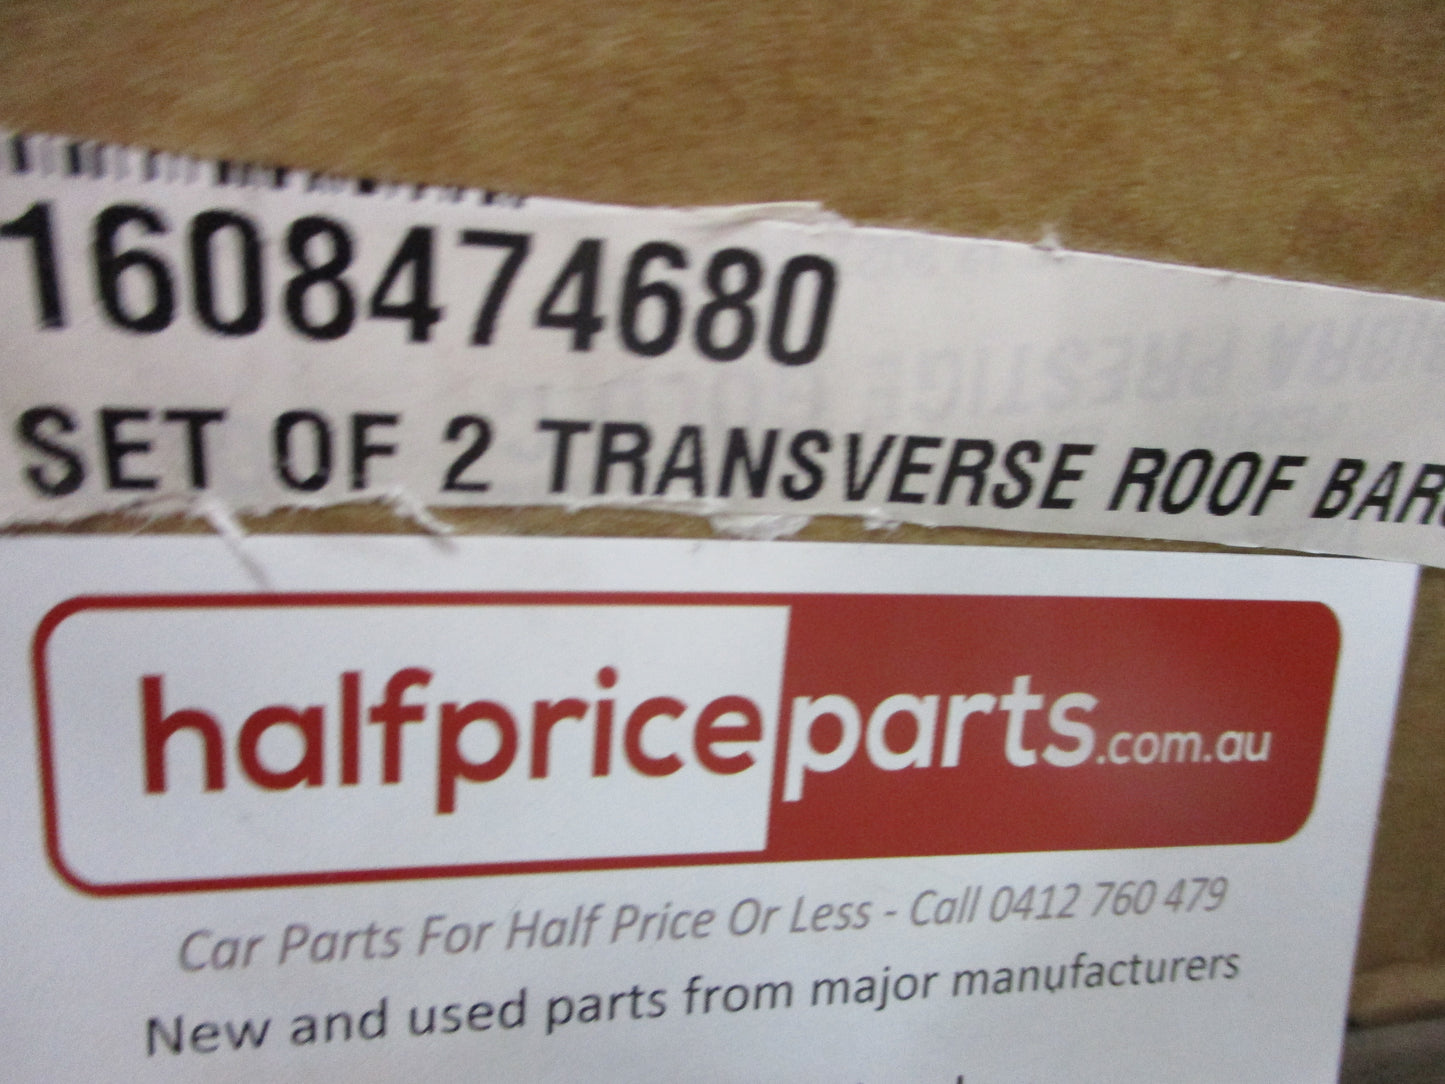 1608474680
SET OF 2 TRANSVERSE ROOF BARS
halfpriceparts.com.au
Car Parts For Half Price Or Less - Call 0412 760 479
New and used parts from major manufacturers